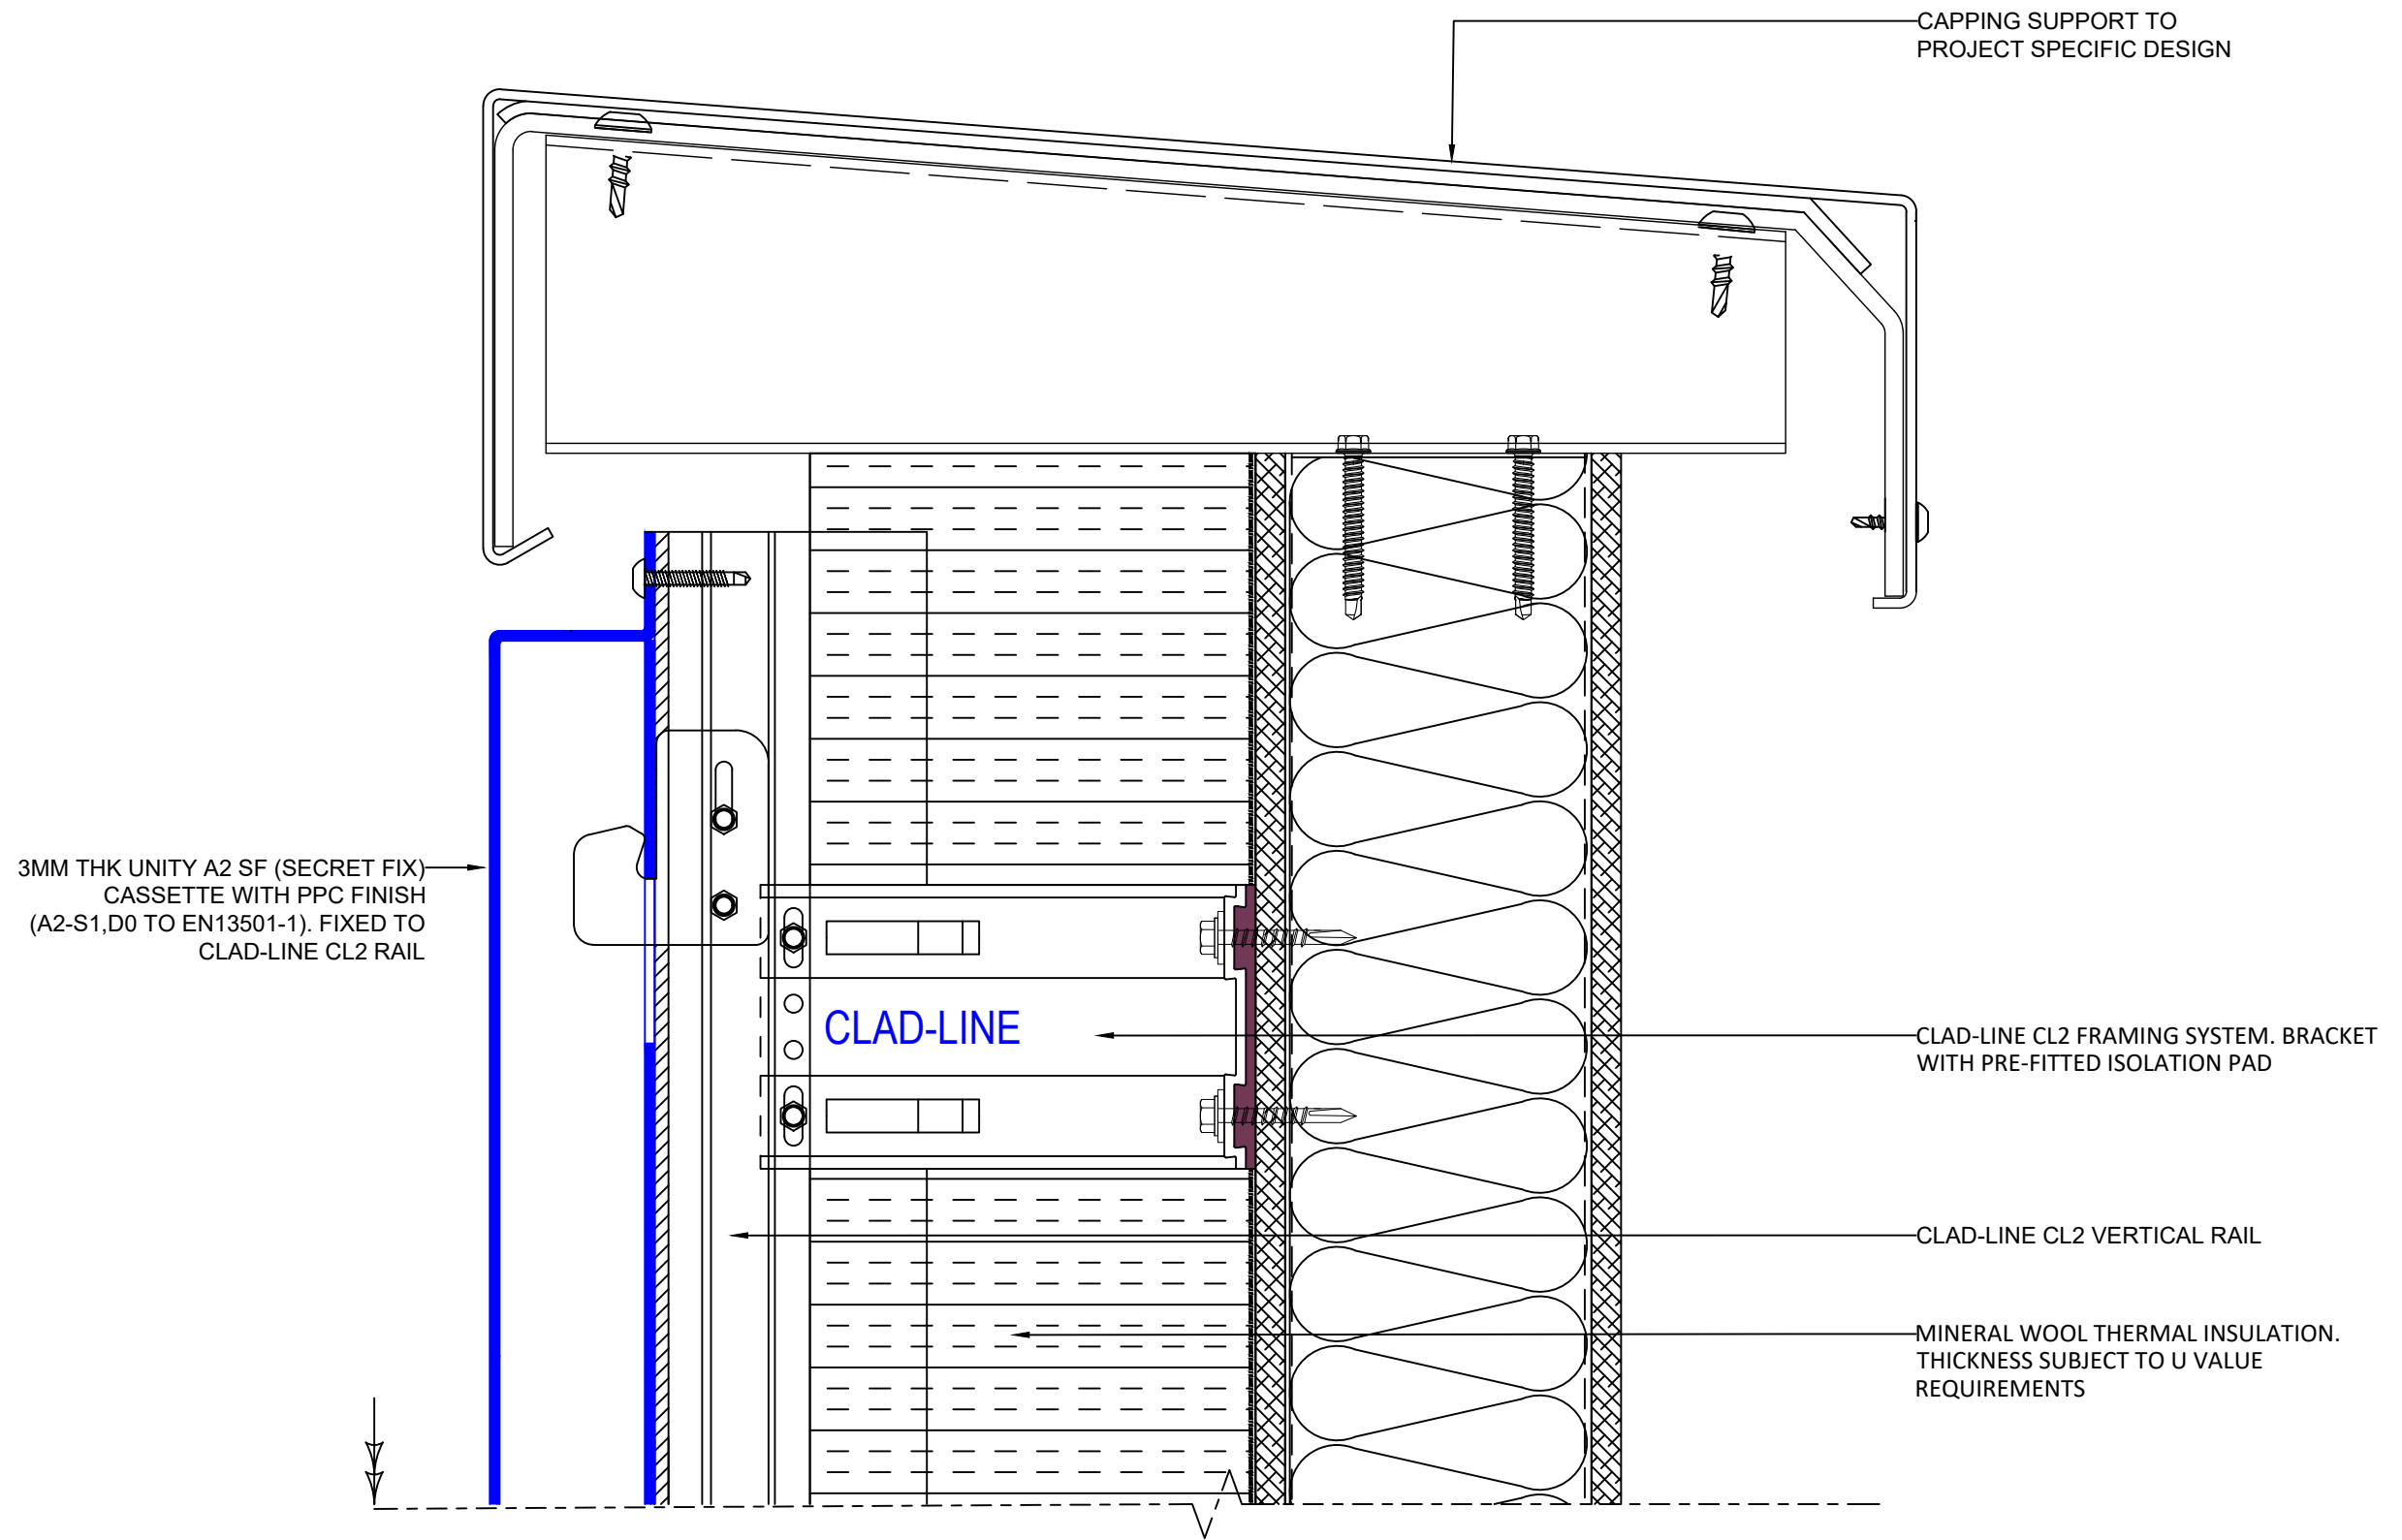 CAPPING SUPPORT TO
PROJECT SPECIFIC DESIGN
3MM THK UNITY A2 SF (SECRET FIX)
CASSETTE WITH PPC FINISH
(A2-S1,D0 TO EN13501-1). FIXED TO
CLAD-LINE CL2 RAIL
CLAD-LINE
CLAD-LINE CL2 FRAMING SYSTEM. BRACKET
WITH PRE-FITTED ISOLATION PAD
CLAD-LINE CL2 VERTICAL RAIL
MINERAL WOOL THERMAL INSULATION.
THICKNESS SUBJECT TO U VALUE
REQUIREMENTS